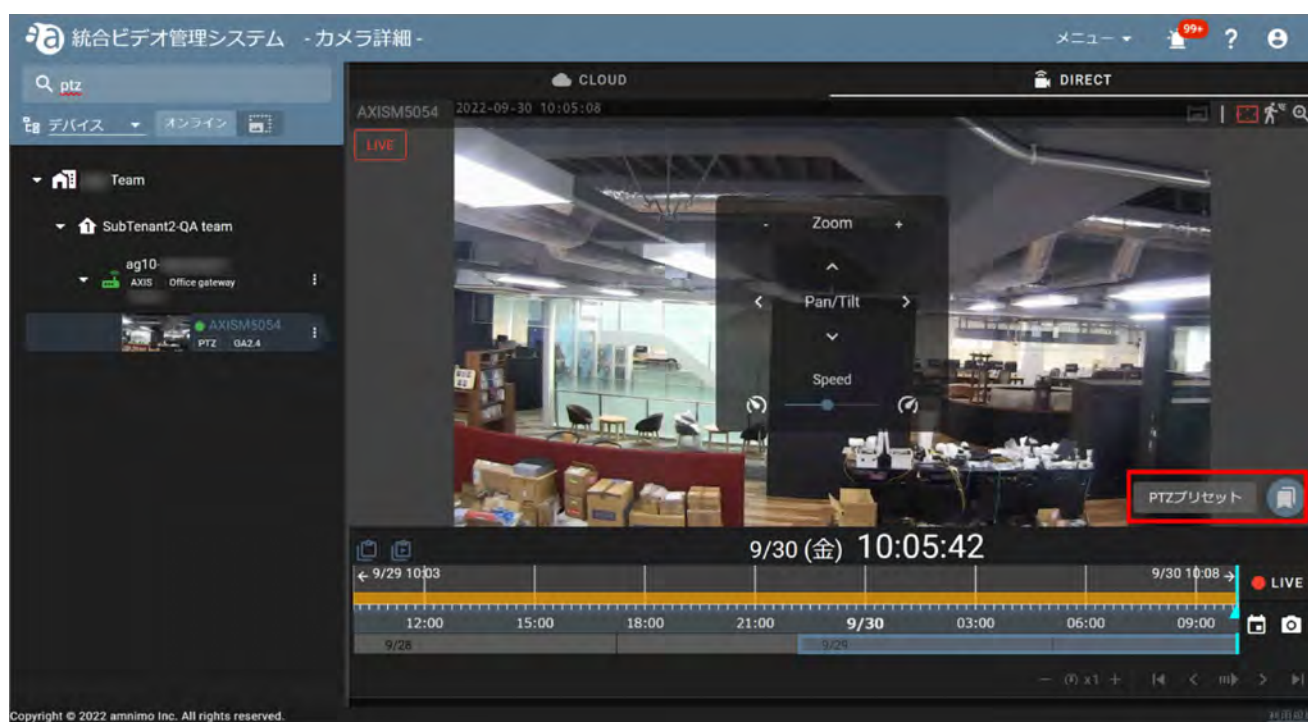 統合ビデオ管理システム - カメラ詳細 -
メニュー
99+
?
ptz
CLOUD
DIRECT
デバイス
オンライン
AXISM5054
2022-09-30 10:05:08
LIVE
Team
SubTenant2-QA team
ag10-
AXIS Office gateway
AXISM5054
PTZ GA2.4
- Zoom +
Pan/Tilt
Speed
PTZプリセット
9/30 (金) 10:05:42
← 9/29 10:03
9/30 10:08 →
LIVE
12:00 15:00 18:00 21:00 9/30 03:00 06:00 09:00
9/28 9/29
- x1 +
Copyright © 2022 amnimo Inc. All rights reserved.